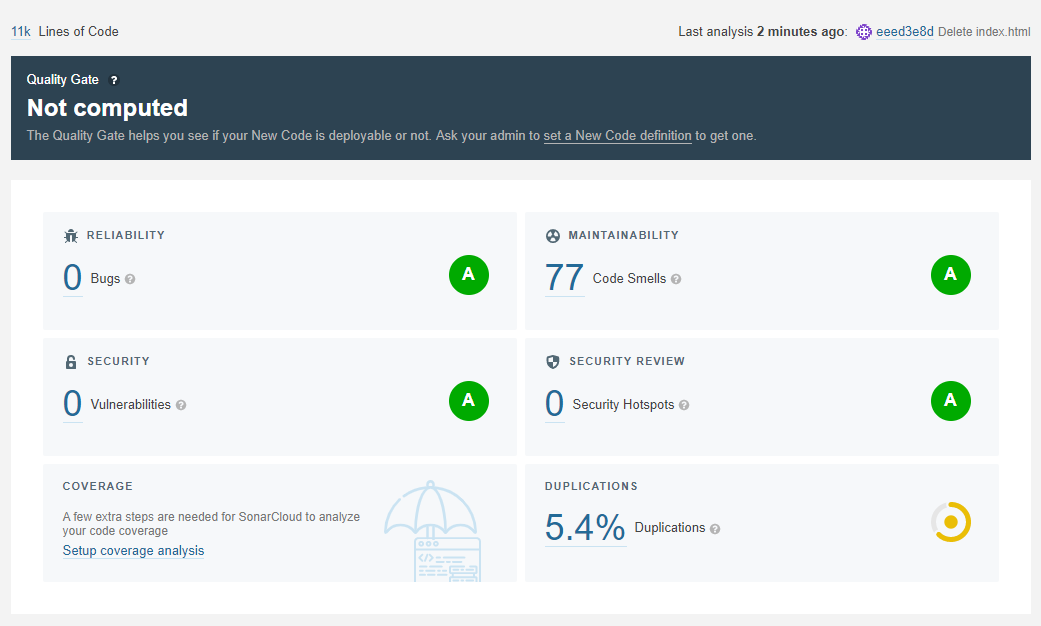 11k Lines of Code
Last analysis 2 minutes ago: eeed3e8d Delete index.html
Quality Gate ?
Not computed
The Quality Gate helps you see if your New Code is deployable or not. Ask your admin to set a New Code definition to get one.
RELIABILITY
0 Bugs ?
A
MAINTAINABILITY
77 Code Smells ?
A
SECURITY
0 Vulnerabilities ?
A
SECURITY REVIEW
0 Security Hotspots ?
A
COVERAGE
A few extra steps are needed for SonarCloud to analyze
your code coverage
Setup coverage analysis
</>
DUPLICATIONS
5.4% Duplications ?